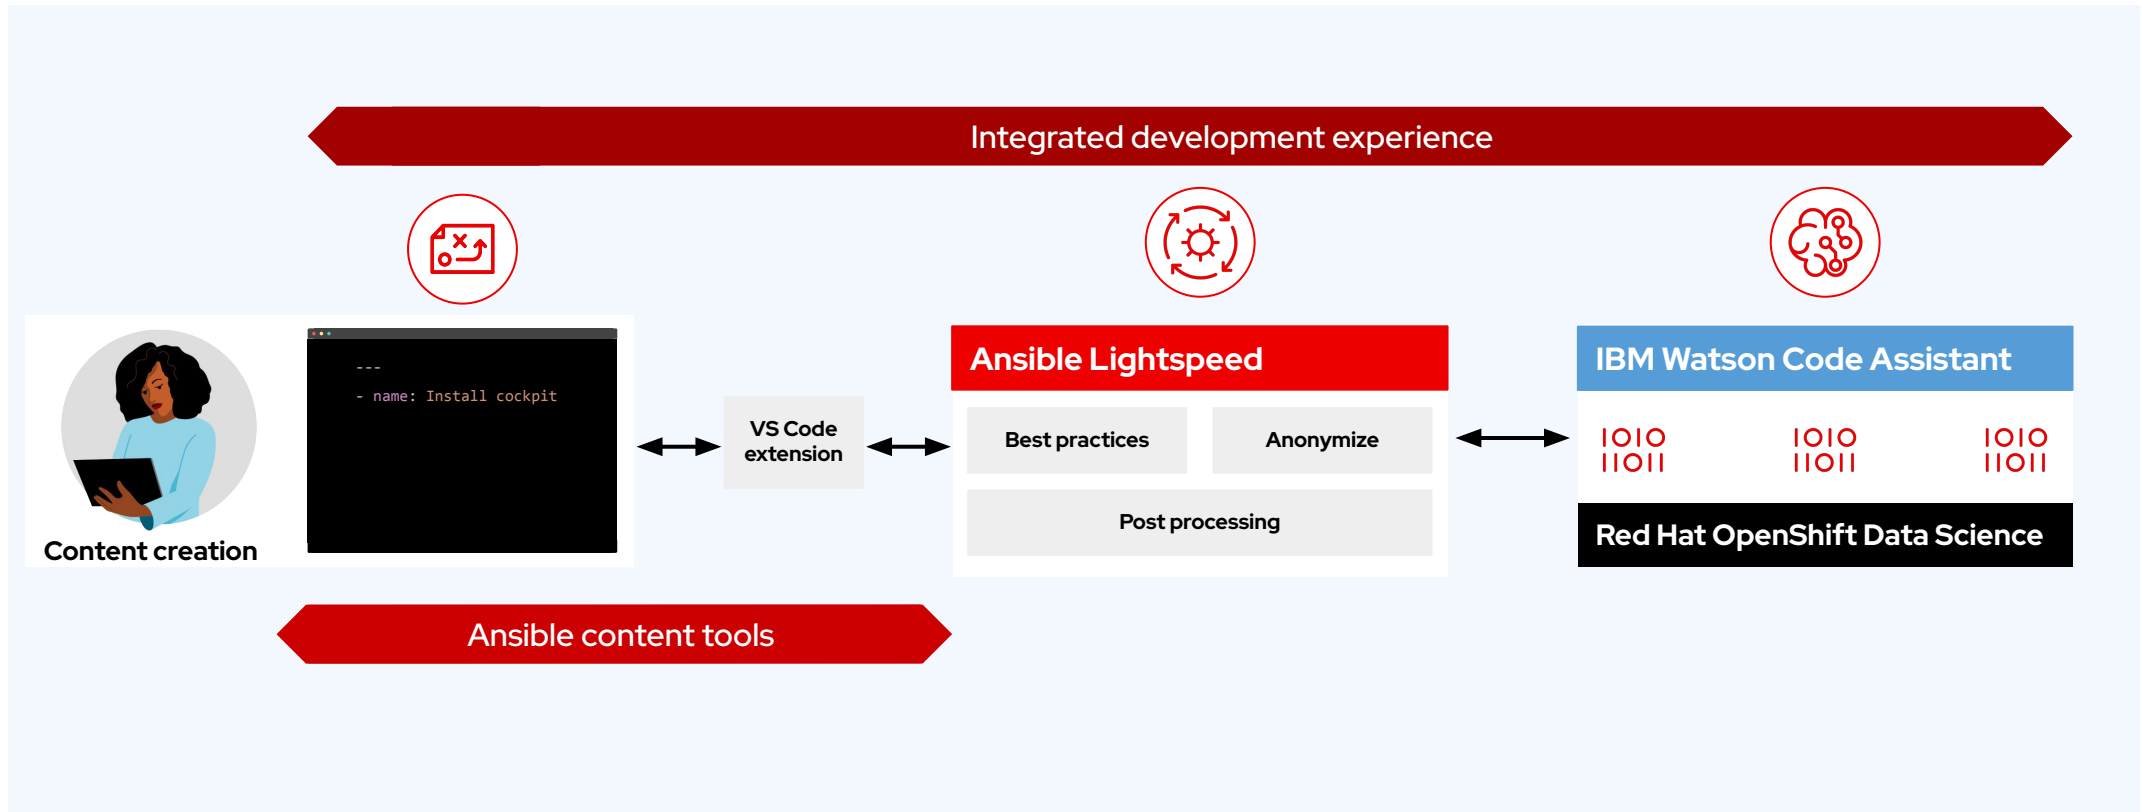 Integrated development experience
---
- name: Install cockpit
Content creation
VS Code
extension
Ansible Lightspeed
Best practices
Anonymize
Post processing
IBM Watson Code Assistant
1010 1010 1010
11011 11011 11011
Red Hat OpenShift Data Science
Ansible content tools